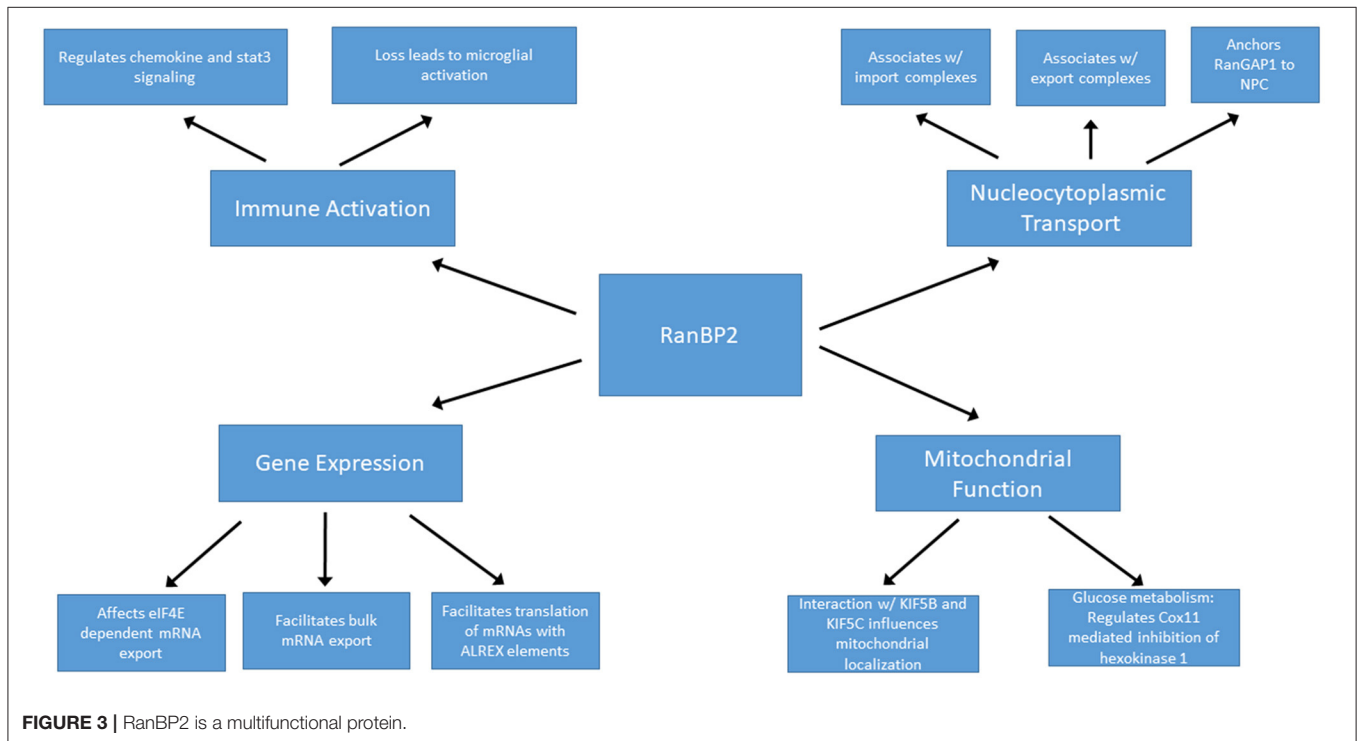 Regulates chemokine and stat3
signaling
Loss leads to microglial
activation
Associates w/
import complexes
Associates w/
export complexes
Anchors
RanGAP1 to
NPC
Immune Activation
Nucleocytoplasmic
Transport
RanBP2
Gene Expression
Mitochondrial
Function
Affects eIF4E
dependent mRNA
export
Facilitates bulk
mRNA export
Facilitates translation
of mRNAs with
ALREX elements
Interaction w/ KIF5B and
KIF5C influences
mitochondrial
localization
Glucose metabolism:
Regulates Cox11
mediated inhibition of
hexokinase 1
FIGURE 3 | RanBP2 is a multifunctional protein.